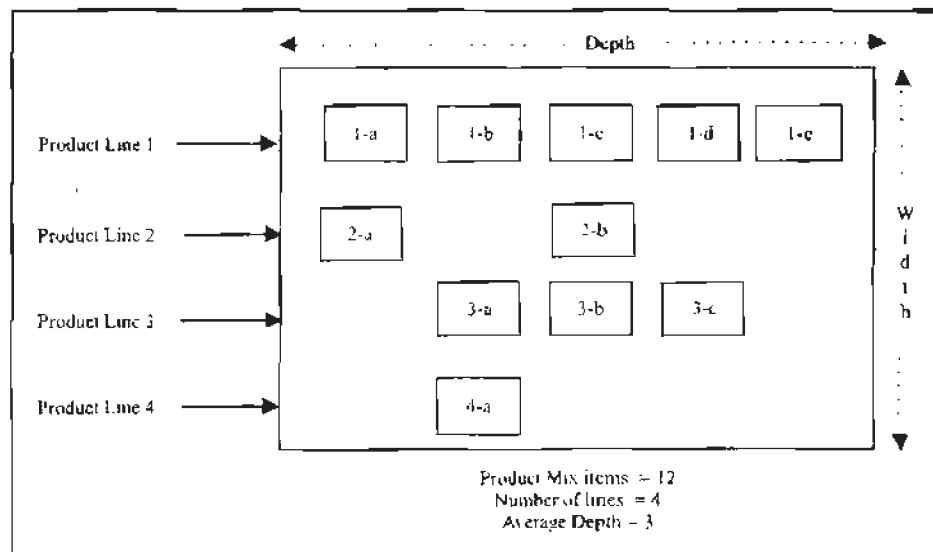 Depth
Product Line 1
1-a 1-b 1-c 1-d 1-e
Product Line 2
2-a 2-b
Width
Product Line 3
3-a 3-b 3-c
Product Line 4
4-a
Product Mix items = 12
Number of lines = 4
Average Depth = 3